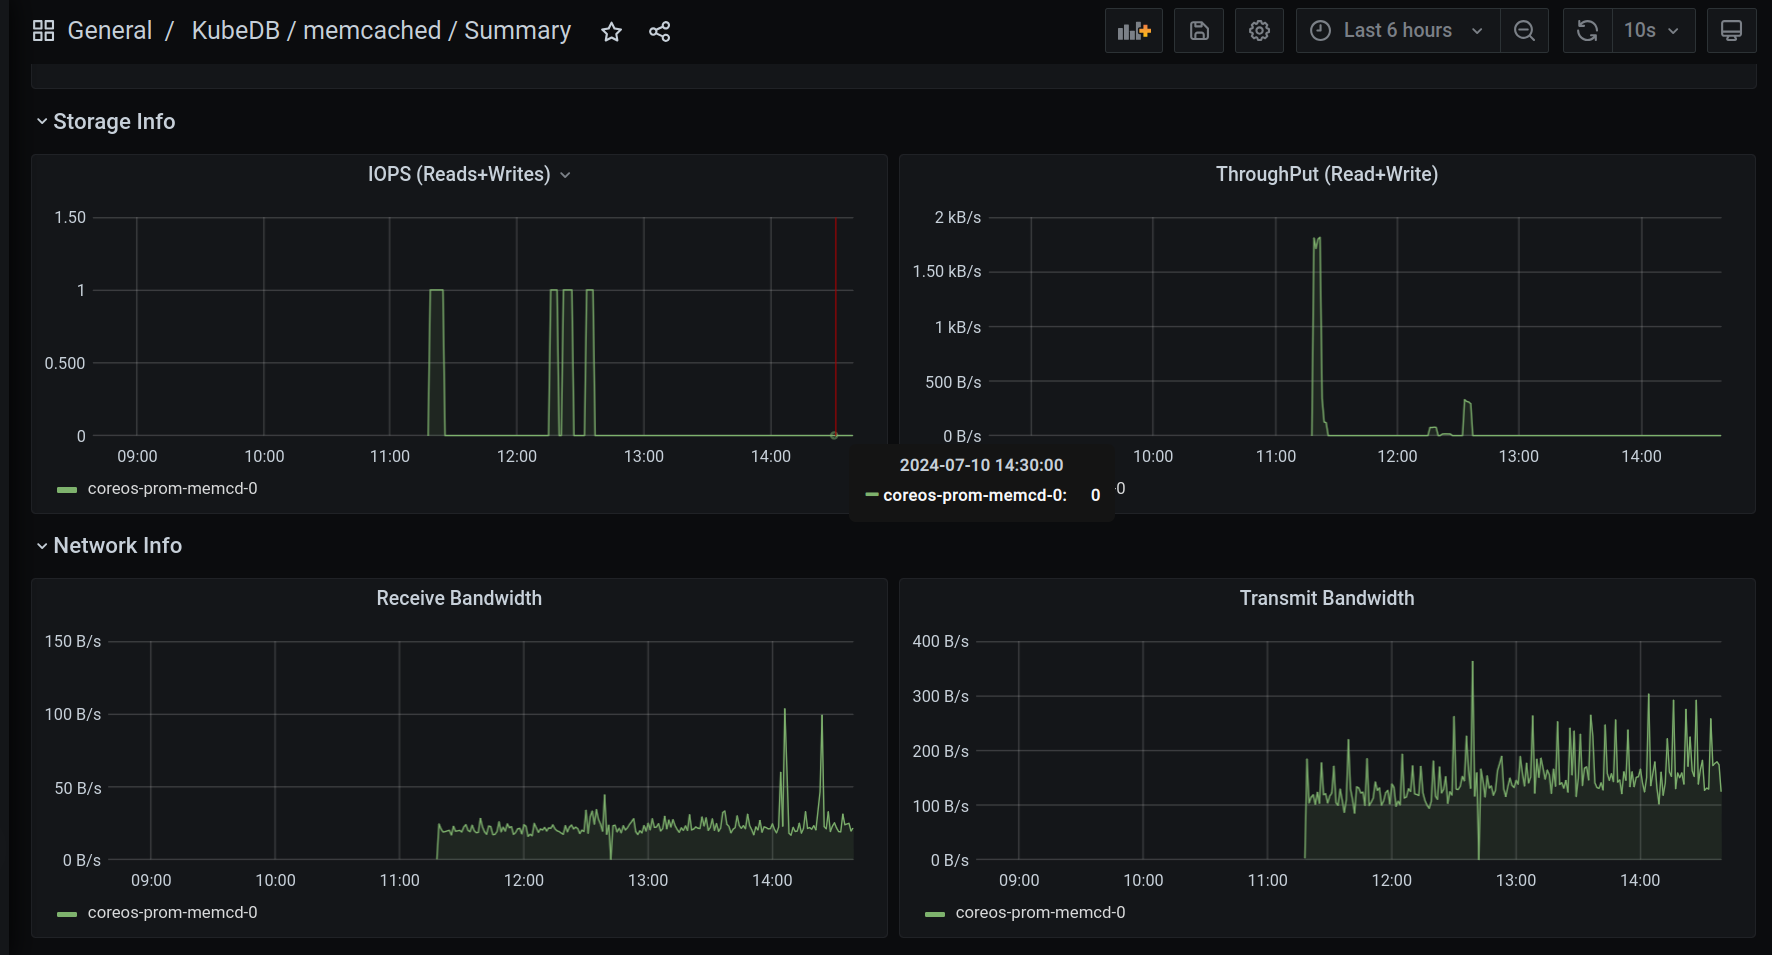 General / KubeDB / memcached / Summary
Last 6 hours
10s
Storage Info
IOPS (Reads+Writes)
1.50
1
0.500
0
09:00 10:00 11:00 12:00 13:00 14:00
coreos-prom-memcd-0
ThroughPut (Read+Write)
2 kB/s
1.50 kB/s
1 kB/s
500 B/s
0 B/s
10:00 11:00 12:00 13:00 14:00
-0
2024-07-10 14:30:00
coreos-prom-memcd-0: 0
Network Info
Receive Bandwidth
150 B/s
100 B/s
50 B/s
0 B/s
09:00 10:00 11:00 12:00 13:00 14:00
coreos-prom-memcd-0
Transmit Bandwidth
400 B/s
300 B/s
200 B/s
100 B/s
0 B/s
09:00 10:00 11:00 12:00 13:00 14:00
coreos-prom-memcd-0